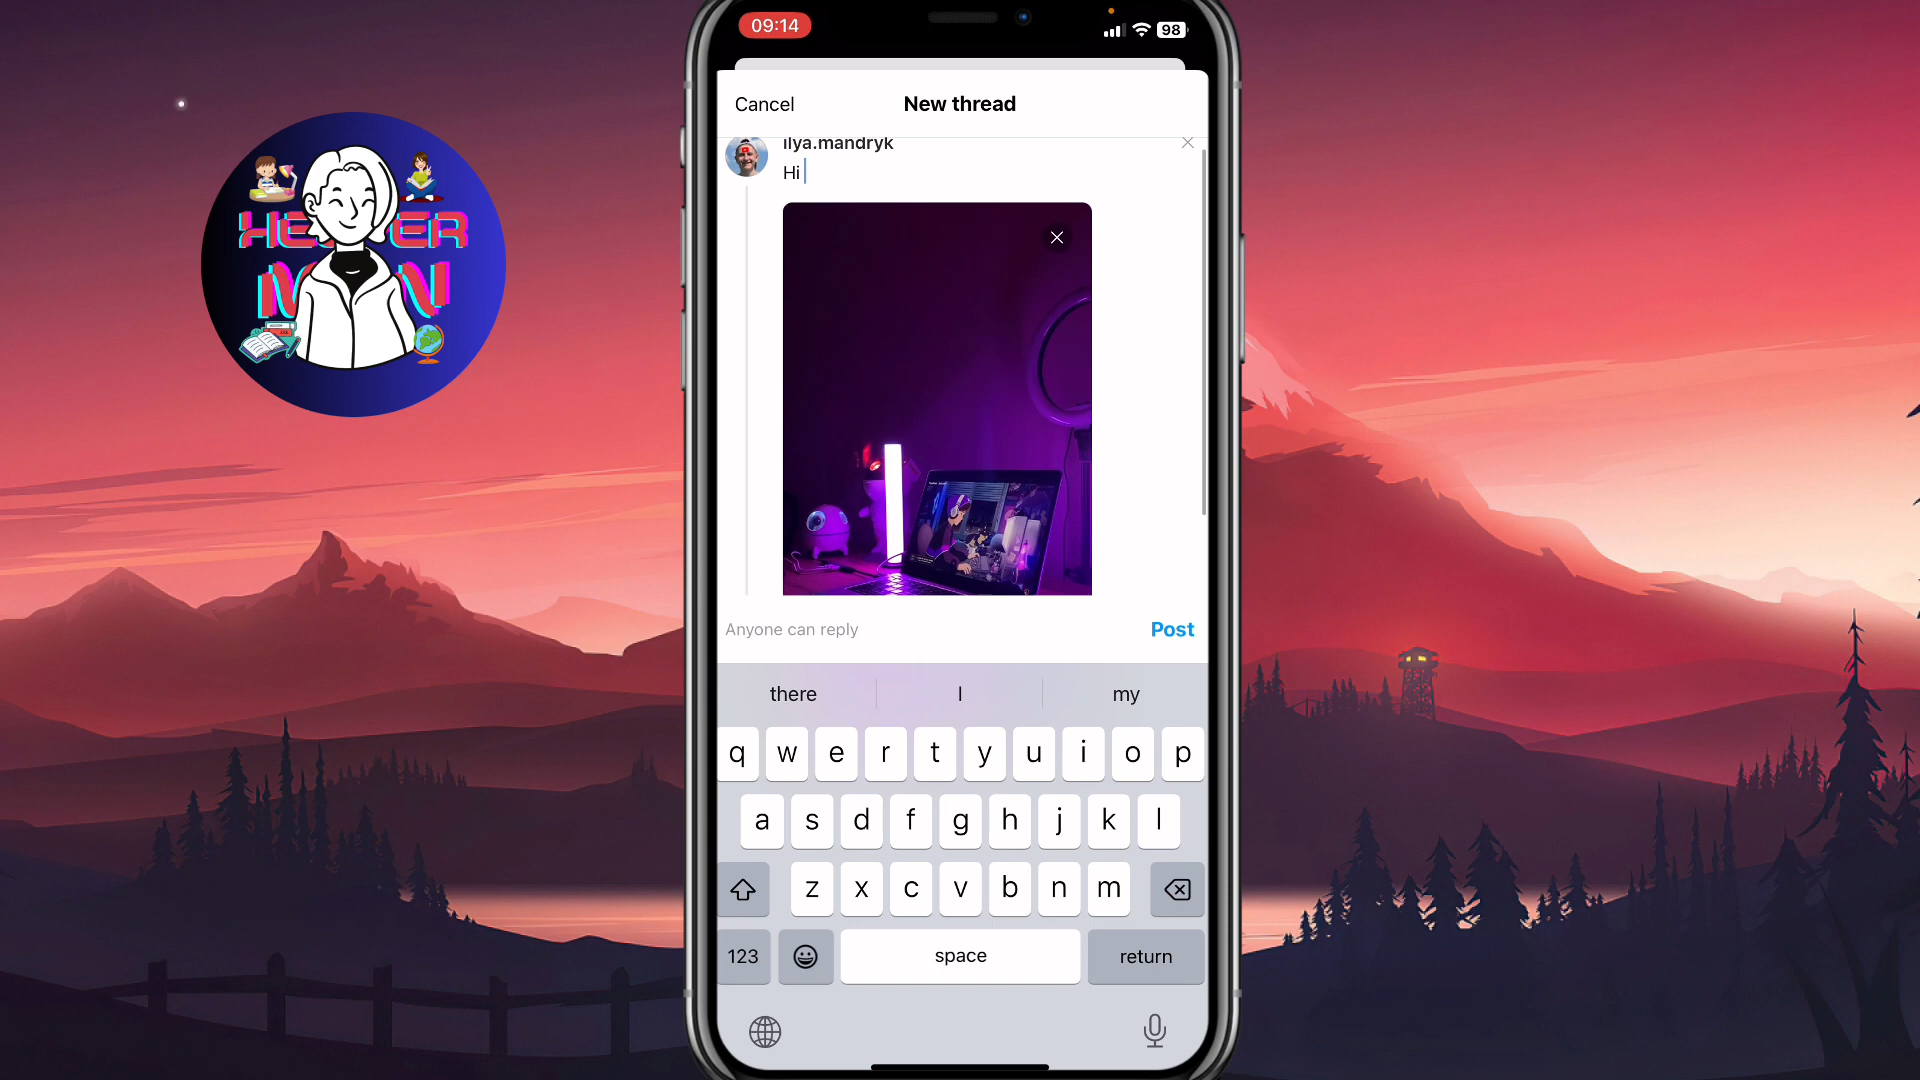 09:14
98
Cancel
New thread
ilya.mandryk
Hi
Anyone can reply
Post
there
I
my
q w e r t y u i o p
a s d f g h j k l
z x c v b n m
123
space
return